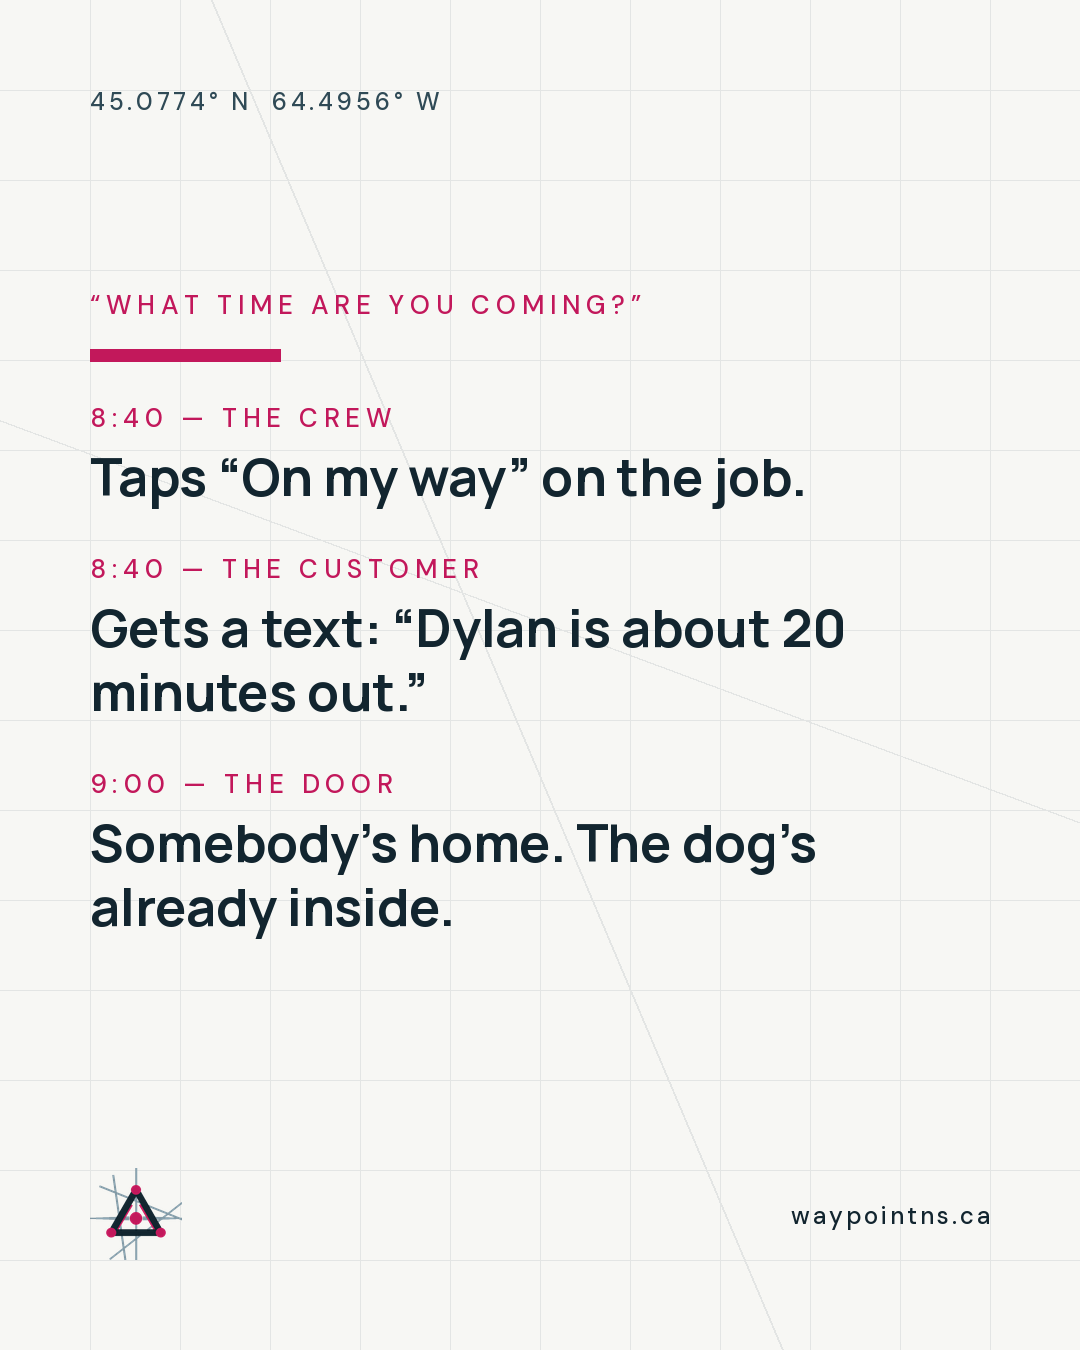 45.0774° N  64.4956° W
“WHAT TIME ARE YOU COMING?”
8:40 — THE CREW
Taps “On my way” on the job.
8:40 — THE CUSTOMER
Gets a text: “Dylan is about 20
minutes out.”
9:00 — THE DOOR
Somebody’s home. The dog’s
already inside.
waypointns.ca